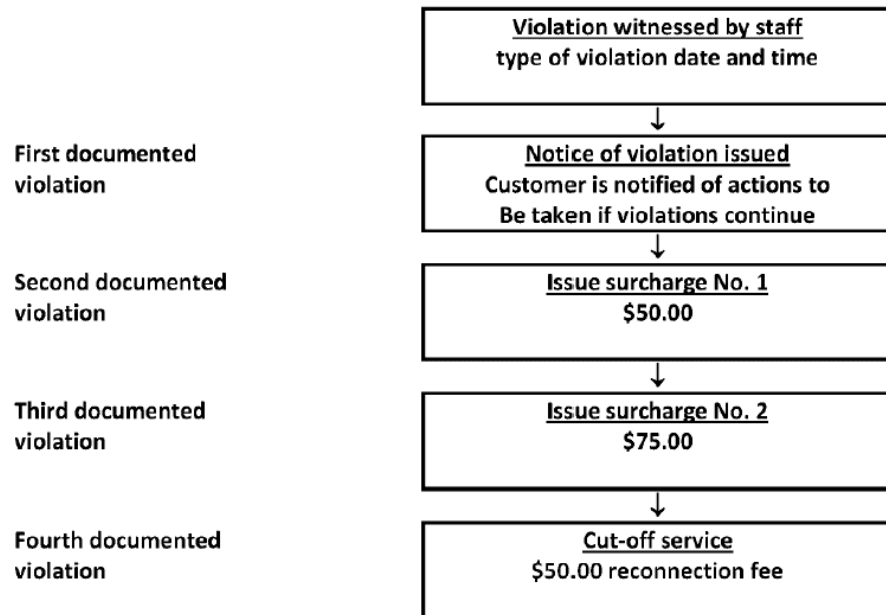 Violation witnessed by staff
type of violation date and time
↓
First documented
violation
Notice of violation issued
Customer is notified of actions to
Be taken if violations continue
↓
Second documented
violation
Issue surcharge No. 1
$50.00
↓
Third documented
violation
Issue surcharge No. 2
$75.00
↓
Fourth documented
violation
Cut-off service
$50.00 reconnection fee